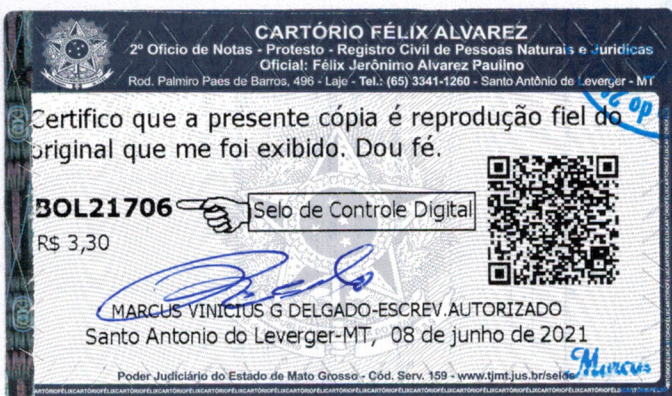 CARTÓRIO FÉLIX ALVAREZ
2º Ofício de Notas - Protesto - Registro Civil de Pessoas Naturais e Jurídicas
Oficial: Félix Jerônimo Alvarez Paulino
Rod. Palmiro Paes de Barros, 496 - Laje - Tel.: (65) 3341-1260 - Santo Antônio de Leverger - MT
Certifico que a presente cópia é reprodução fiel do
original que me foi exibido. Dou fé.
BOL21706
Selo de Controle Digital
R$ 3,30
MARCUS VINICIUS G DELGADO-ESCREV.AUTORIZADO
Santo Antonio do Leverger-MT, 08 de junho de 2021
Marcus
Poder Judiciário do Estado de Mato Grosso - Cód. Serv. 159 - www.tjmt.jus.br/selos